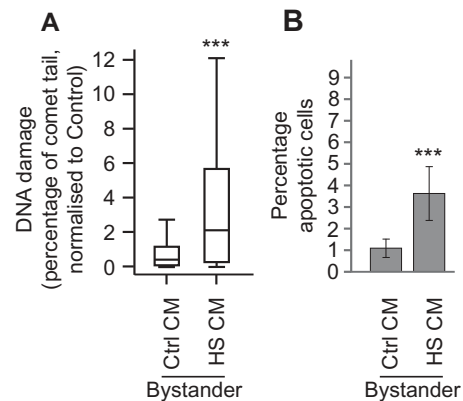 A
DNA damage
(percentage of comet tail,
normalised to Control)
12
10
8
6
4
2
0
***
Ctrl CM
HS CM
Bystander
B
Percentage
apoptotic cells
9
8
7
6
5
4
3
2
1
0
***
Ctrl CM
HS CM
Bystander